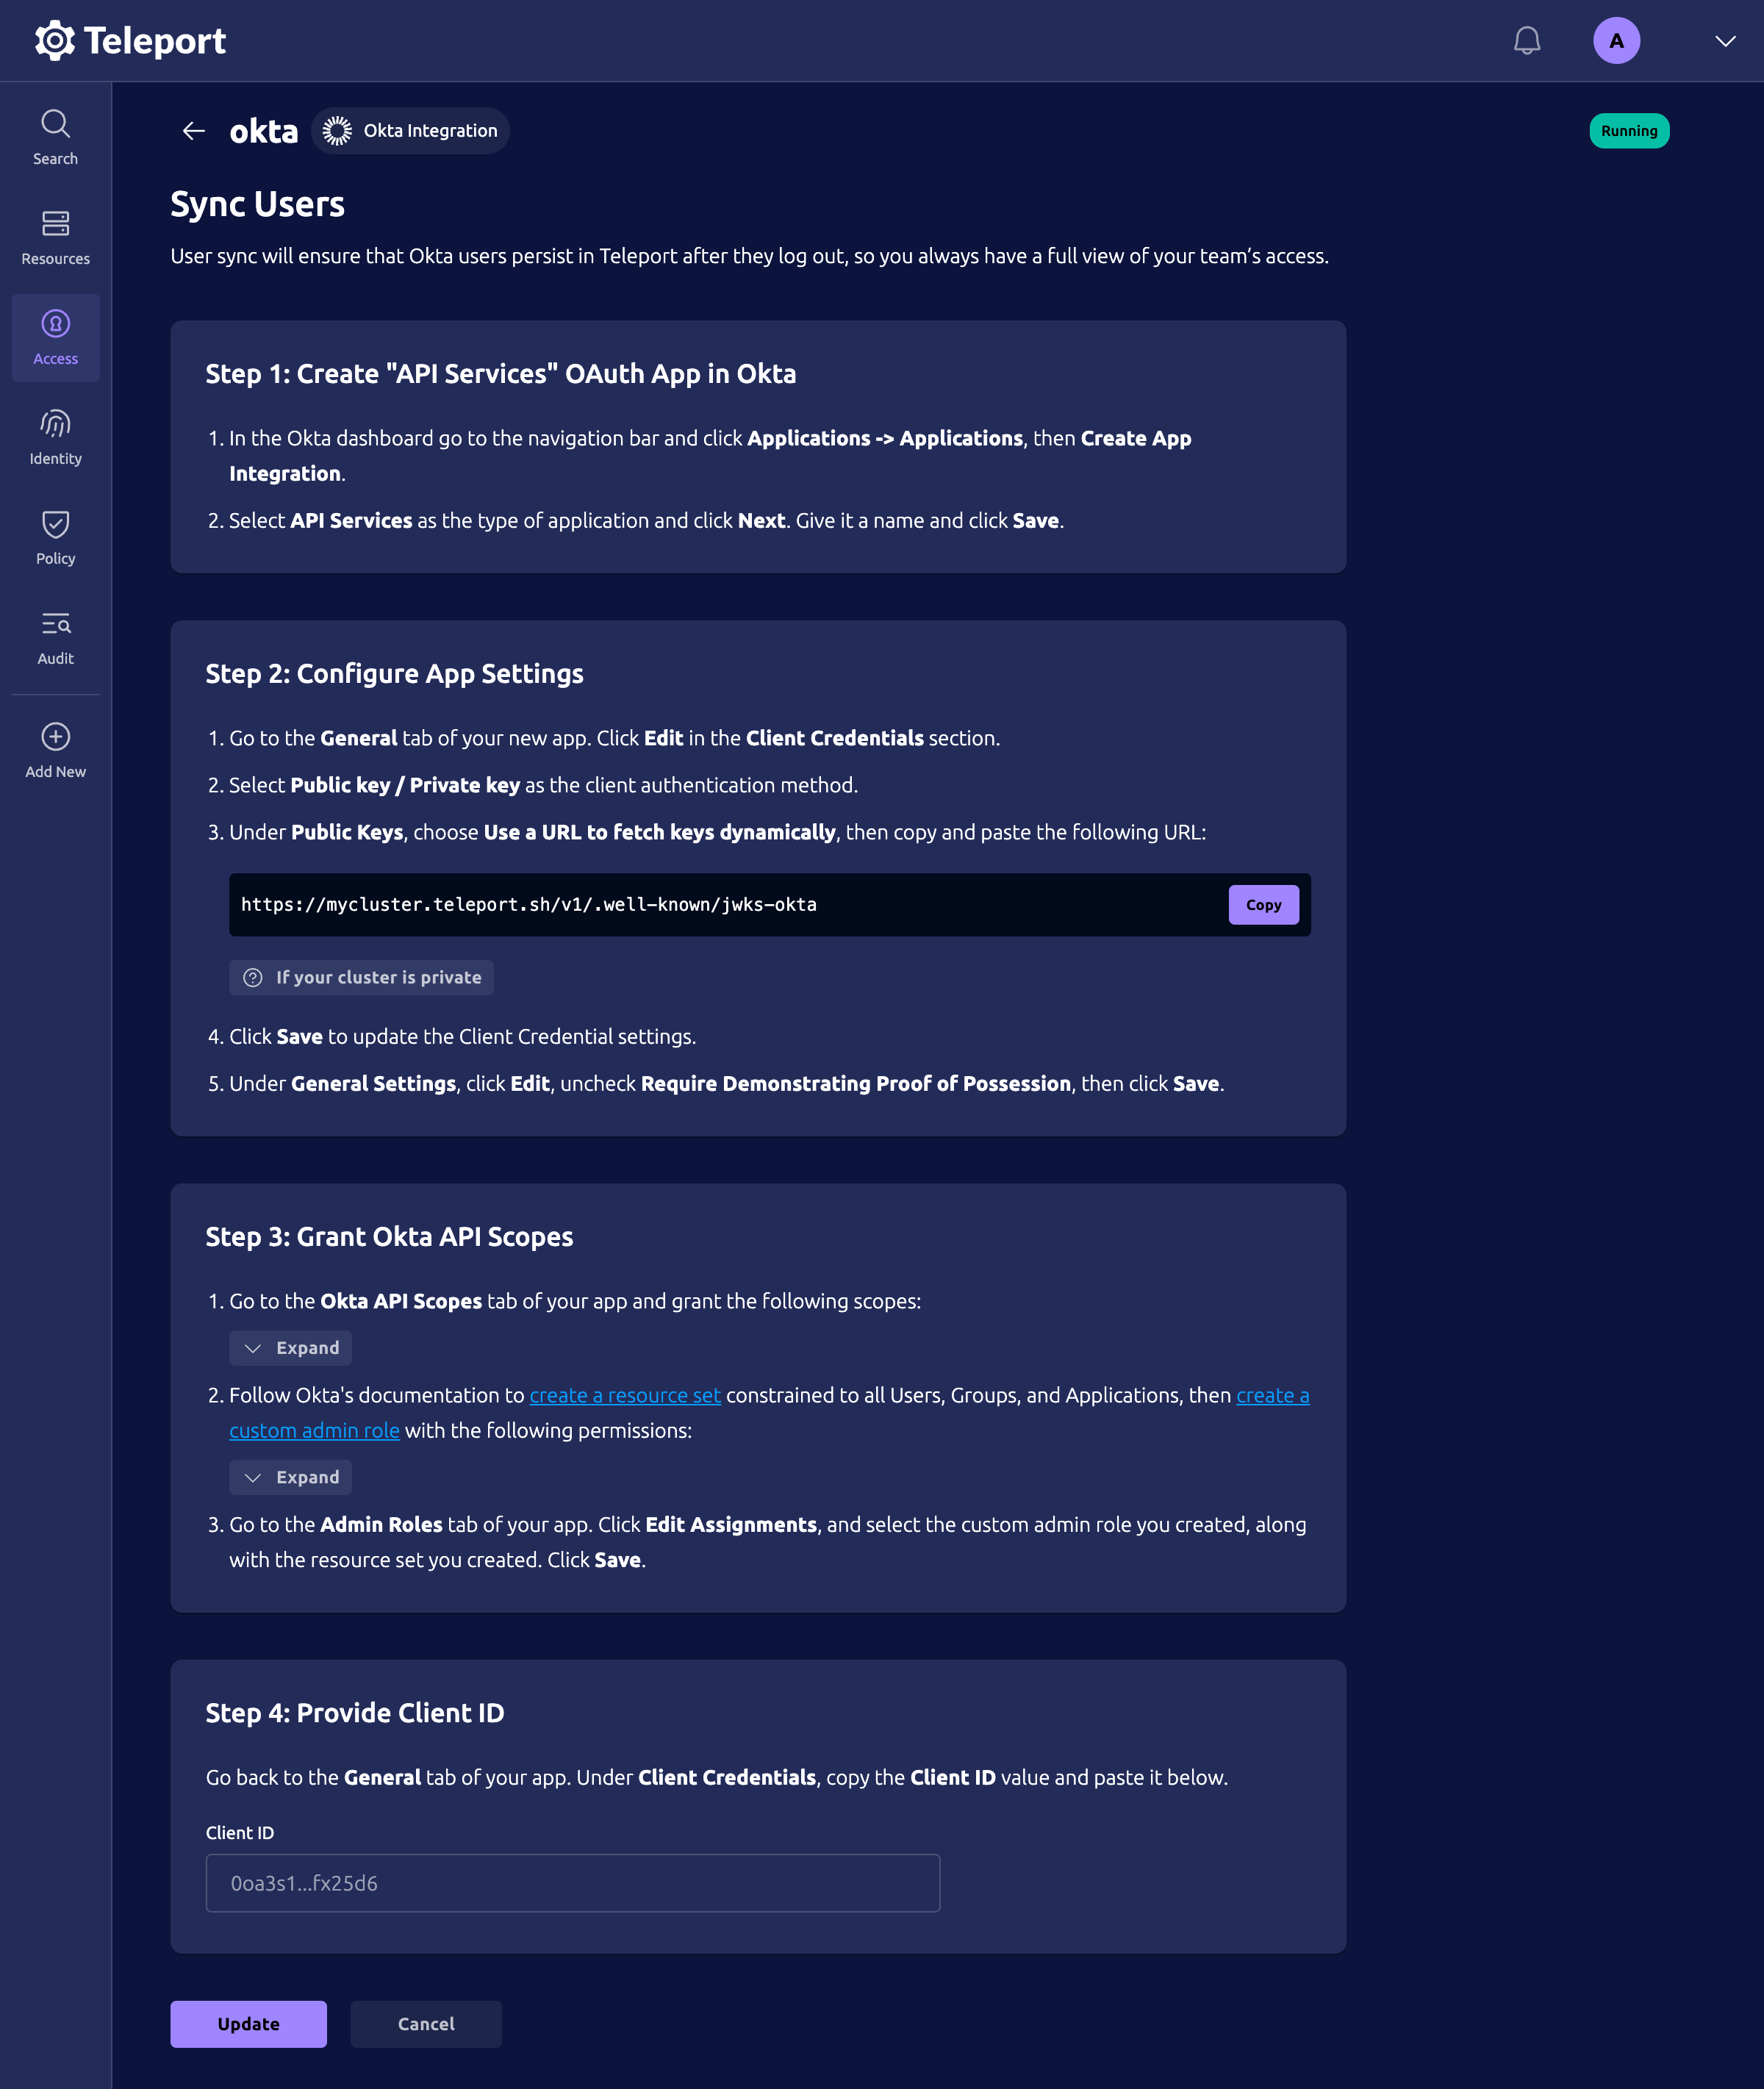 Teleport
A
Search
Resources
Access
Identity
Policy
Audit
Add New
okta
Okta Integration
Running
Sync Users
User sync will ensure that Okta users persist in Teleport after they log out, so you always have a full view of your team’s access.
Step 1: Create "API Services" OAuth App in Okta
1. In the Okta dashboard go to the navigation bar and click Applications -> Applications, then Create App
Integration.
2. Select API Services as the type of application and click Next. Give it a name and click Save.
Step 2: Configure App Settings
1. Go to the General tab of your new app. Click Edit in the Client Credentials section.
2. Select Public key / Private key as the client authentication method.
3. Under Public Keys, choose Use a URL to fetch keys dynamically, then copy and paste the following URL:
https://mycluster.teleport.sh/v1/.well-known/jwks-okta
Copy
If your cluster is private
4. Click Save to update the Client Credential settings.
5. Under General Settings, click Edit, uncheck Require Demonstrating Proof of Possession, then click Save.
Step 3: Grant Okta API Scopes
1. Go to the Okta API Scopes tab of your app and grant the following scopes:
Expand
2. Follow Okta's documentation to create a resource set constrained to all Users, Groups, and Applications, then create a
custom admin role with the following permissions:
Expand
3. Go to the Admin Roles tab of your app. Click Edit Assignments, and select the custom admin role you created, along
with the resource set you created. Click Save.
Step 4: Provide Client ID
Go back to the General tab of your app. Under Client Credentials, copy the Client ID value and paste it below.
Client ID
0oa3s1...fx25d6
Update
Cancel